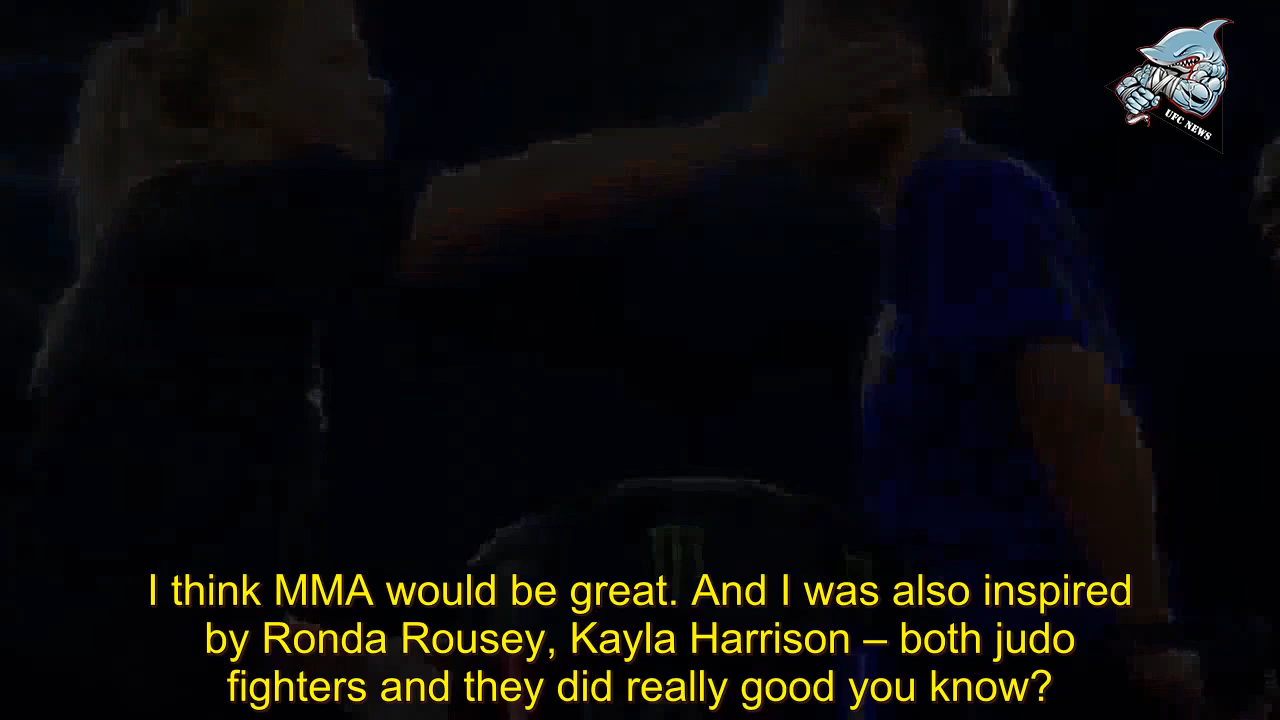 UFC NEWS
I think MMA would be great. And I was also inspired
by Ronda Rousey, Kayla Harrison – both judo
fighters and they did really good you know?